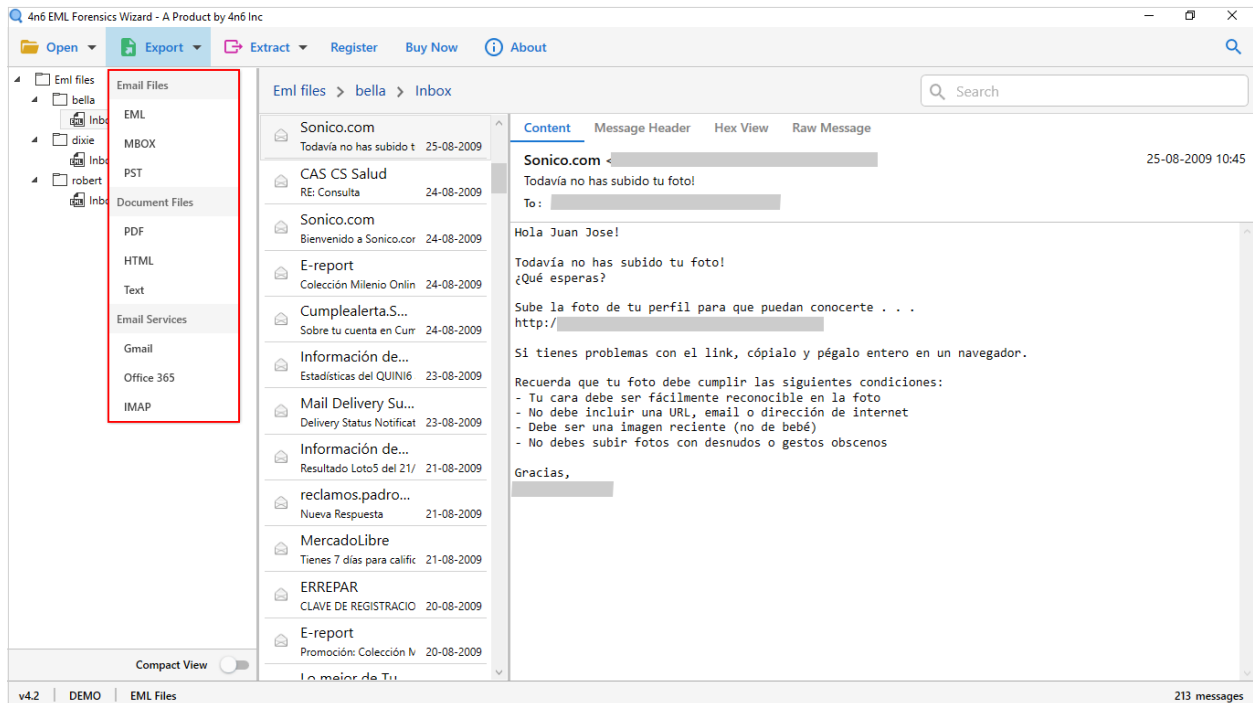 4n6 EML Forensics Wizard - A Product by 4n6 Inc
Open Export Extract Register Buy Now About
Eml files
bella
Inbo
dixie
Inbo
robert
Inbo
Email Files
EML
MBOX
PST
Document Files
PDF
HTML
Text
Email Services
Gmail
Office 365
IMAP
Compact View
Eml files > bella > Inbox
Search
Sonico.com
Todavía no has subido t 25-08-2009
CAS CS Salud
RE: Consulta 24-08-2009
Sonico.com
Bienvenido a Sonico.cor 24-08-2009
E-report
Colección Milenio Onlin 24-08-2009
Cumplealerta.S...
Sobre tu cuenta en Cum 24-08-2009
Información de...
Estadísticas del QUINI6 23-08-2009
Mail Delivery Su...
Delivery Status Notificat 23-08-2009
Información de...
Resultado Loto5 del 21/ 21-08-2009
reclamos.padro...
Nueva Respuesta 21-08-2009
MercadoLibre
Tienes 7 días para calific 21-08-2009
ERREPAR
CLAVE DE REGISTRACIO 20-08-2009
E-report
Promoción: Colección M 20-08-2009
Lo mejor de Tu
Content Message Header Hex View Raw Message
Sonico.com < 25-08-2009 10:45
Todavía no has subido tu foto!
To :
Hola Juan Jose!
Todavía no has subido tu foto!
¿Qué esperas?
Sube la foto de tu perfil para que puedan conocerte . . .
http:/
Si tienes problemas con el link, cópialo y pégalo entero en un navegador.
Recuerda que tu foto debe cumplir las siguientes condiciones:
- Tu cara debe ser fácilmente reconocible en la foto
- No debe incluir una URL, email o dirección de internet
- Debe ser una imagen reciente (no de bebé)
- No debes subir fotos con desnudos o gestos obscenos
Gracias,
v4.2 DEMO EML Files 213 messages